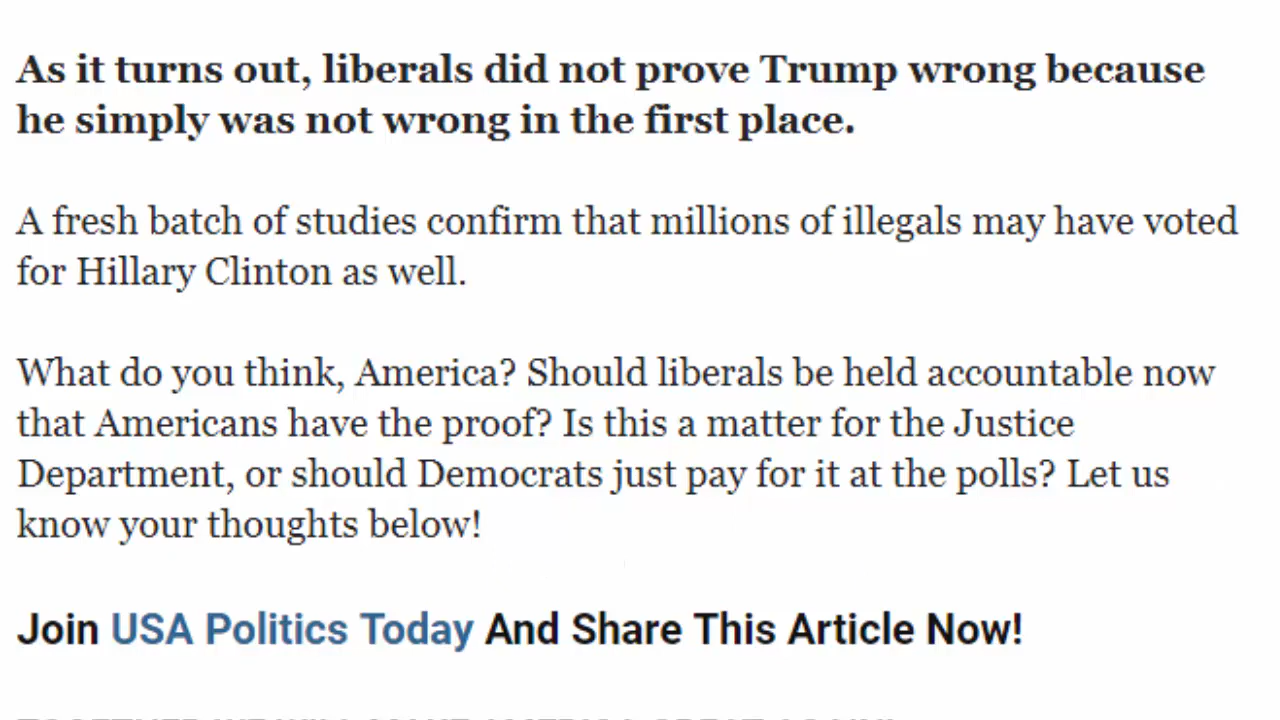 As it turns out, liberals did not prove Trump wrong because
he simply was not wrong in the first place.
A fresh batch of studies confirm that millions of illegals may have voted
for Hillary Clinton as well.
What do you think, America? Should liberals be held accountable now
that Americans have the proof? Is this a matter for the Justice
Department, or should Democrats just pay for it at the polls? Let us
know your thoughts below!
Join USA Politics Today And Share This Article Now!